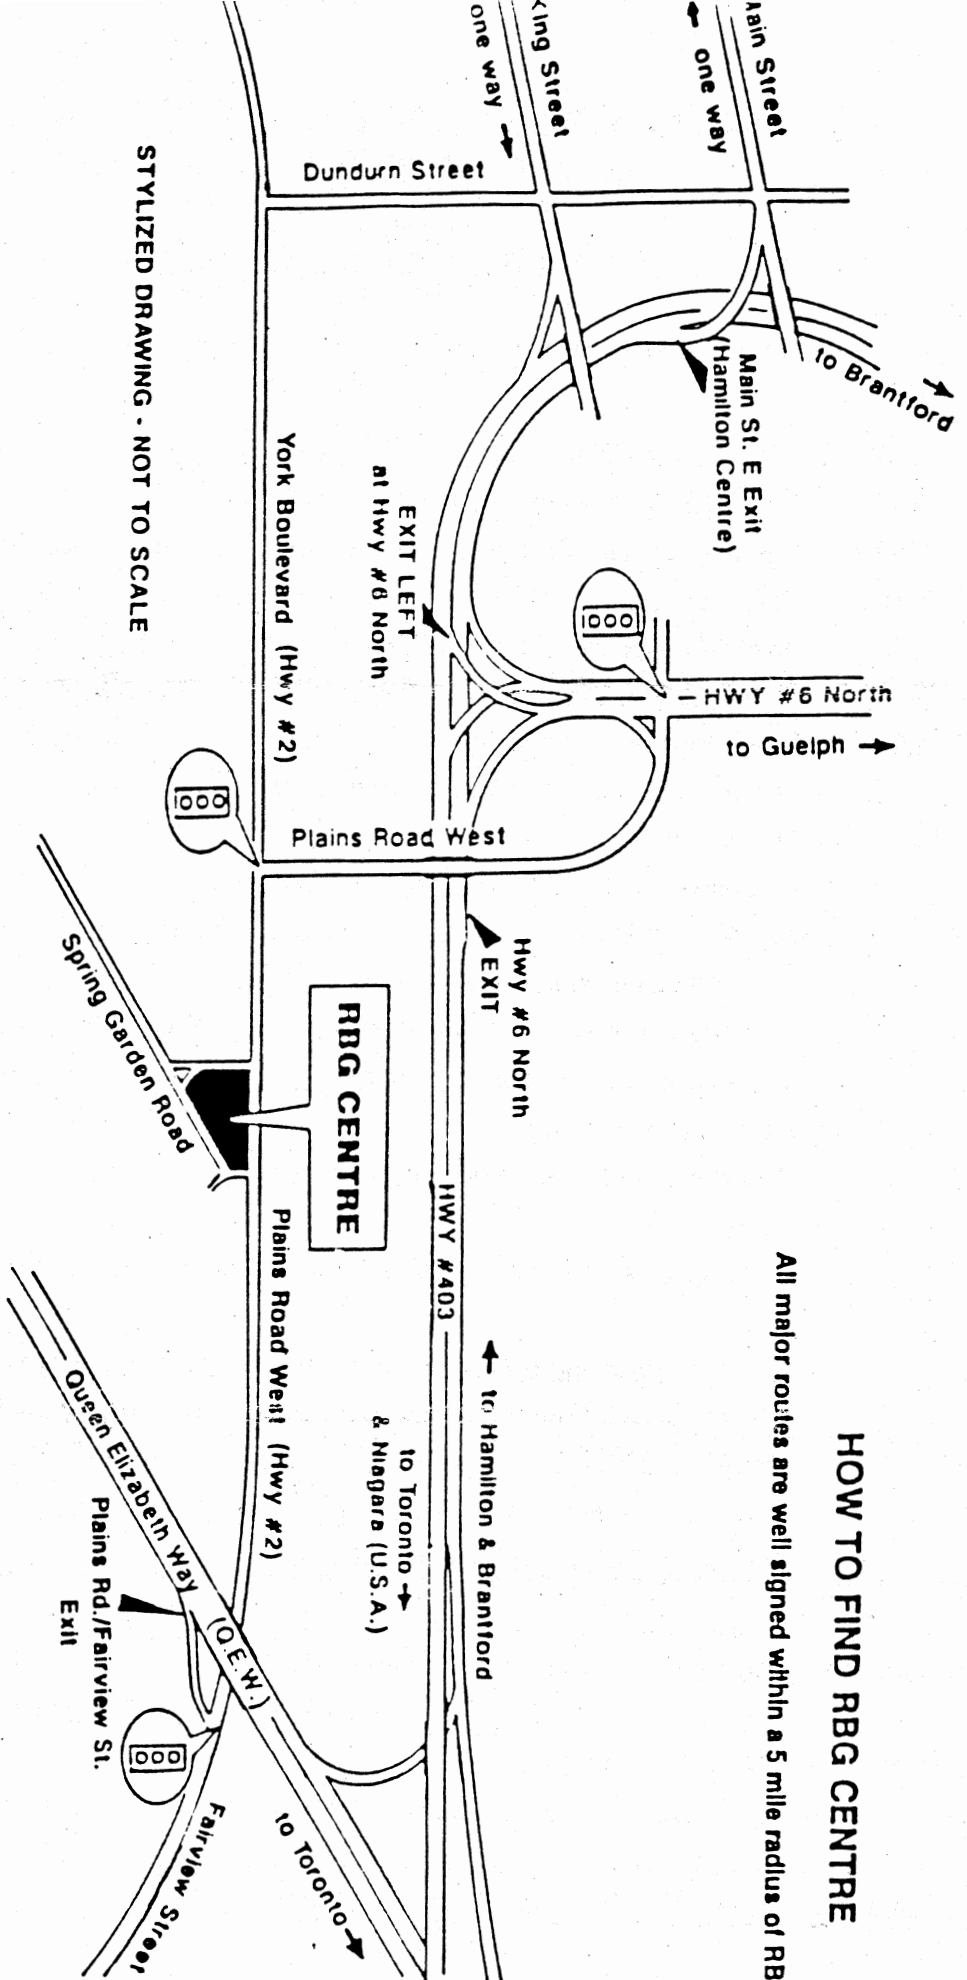 HOW TO FIND RBG CENTRE
All major routes are well signed within a 5 mile radius of
Street
← one way
Street
one way →
Dundurn Street
to Brantford →
Main St. E Exit
(Hamilton Centre)
HWY #6 North
to Guelph →
EXIT LEFT
at Hwy #6 North
York Boulevard (Hwy #2)
Plains Road West
Hwy #6 North
EXIT
RBG CENTRE
Spring Garden Road
HWY #403
← to Hamilton & Brantford
to Toronto →
& Niagara (U.S.A.)
Plains Road West (Hwy #2)
Queen Elizabeth Way (Q.E.W.)
Plains Rd./Fairview St.
Exit
to Toronto →
Fairview Street
STYLIZED DRAWING - NOT TO SCALE